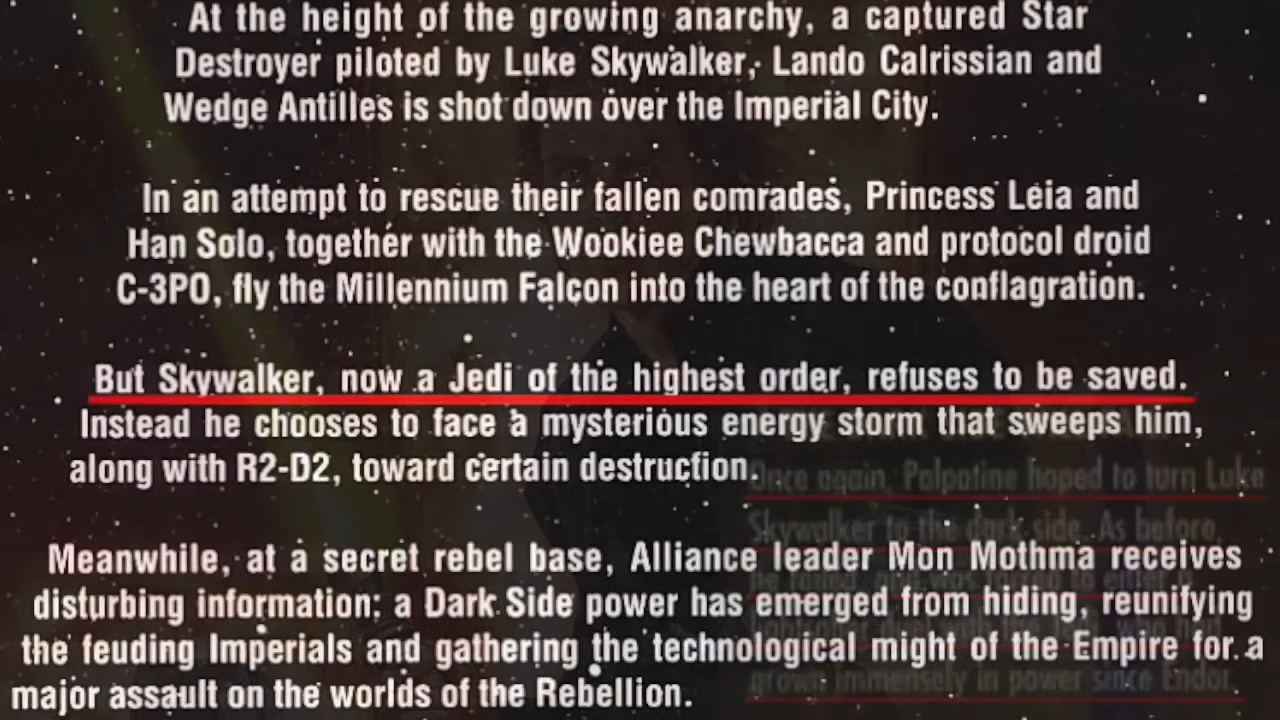 At the height of the growing anarchy, a captured Star
Destroyer piloted by Luke Skywalker, Lando Calrissian and
Wedge Antilles is shot down over the Imperial City.
In an attempt to rescue their fallen comrades, Princess Leia and
Han Solo, together with the Wookiee Chewbacca and protocol droid
C-3PO, fly the Millennium Falcon into the heart of the conflagration.
But Skywalker, now a Jedi of the highest order, refuses to be saved.
Instead he chooses to face a mysterious energy storm that sweeps him,
along with R2-D2, toward certain destruction.
Once again, Palpatine hoped to turn Luke
Skywalker to the dark side. As before,
Meanwhile, at a secret rebel base, Alliance leader Mon Mothma receives
disturbing information: a Dark Side power has emerged from hiding, reunifying
the feuding Imperials and gathering the technological might of the Empire for a
major assault on the worlds of the Rebellion.
grown immensely in power since Endor.